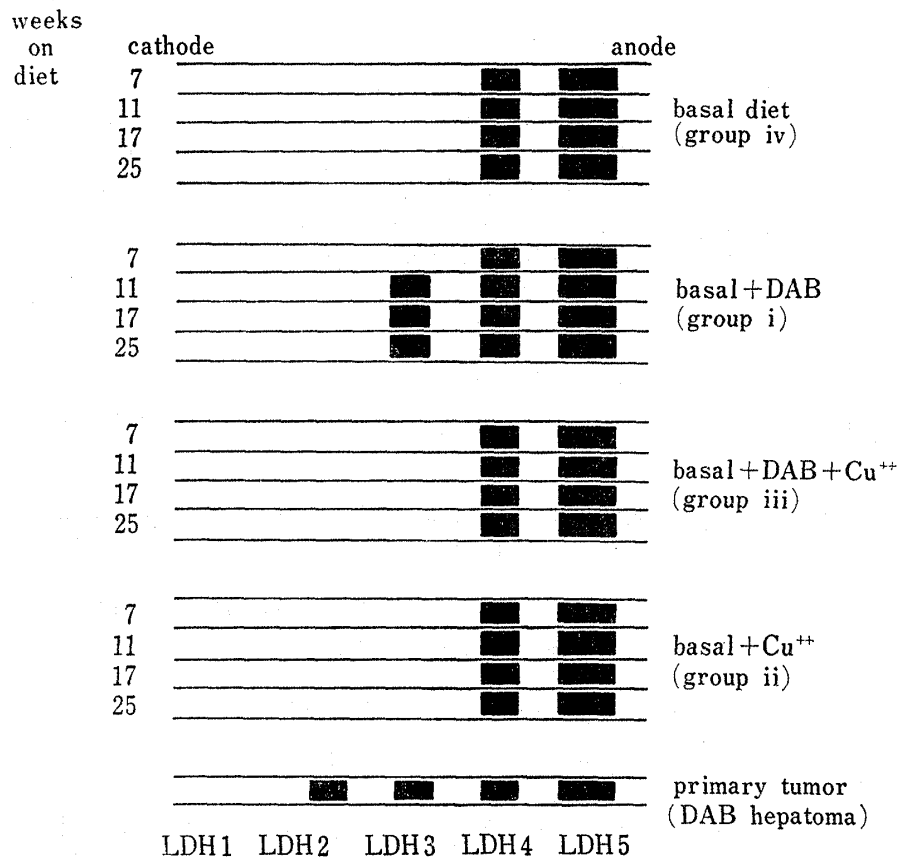 weeks
on
diet
cathode anode
7
11
17
25
basal diet
(group iv)
7
11
17
25
basal+DAB
(group i)
7
11
17
25
basal+DAB+Cu⁺⁺
(group iii)
7
11
17
25
basal+Cu⁺⁺
(group ii)
primary tumor
(DAB hepatoma)
LDH1 LDH2 LDH3 LDH4 LDH5